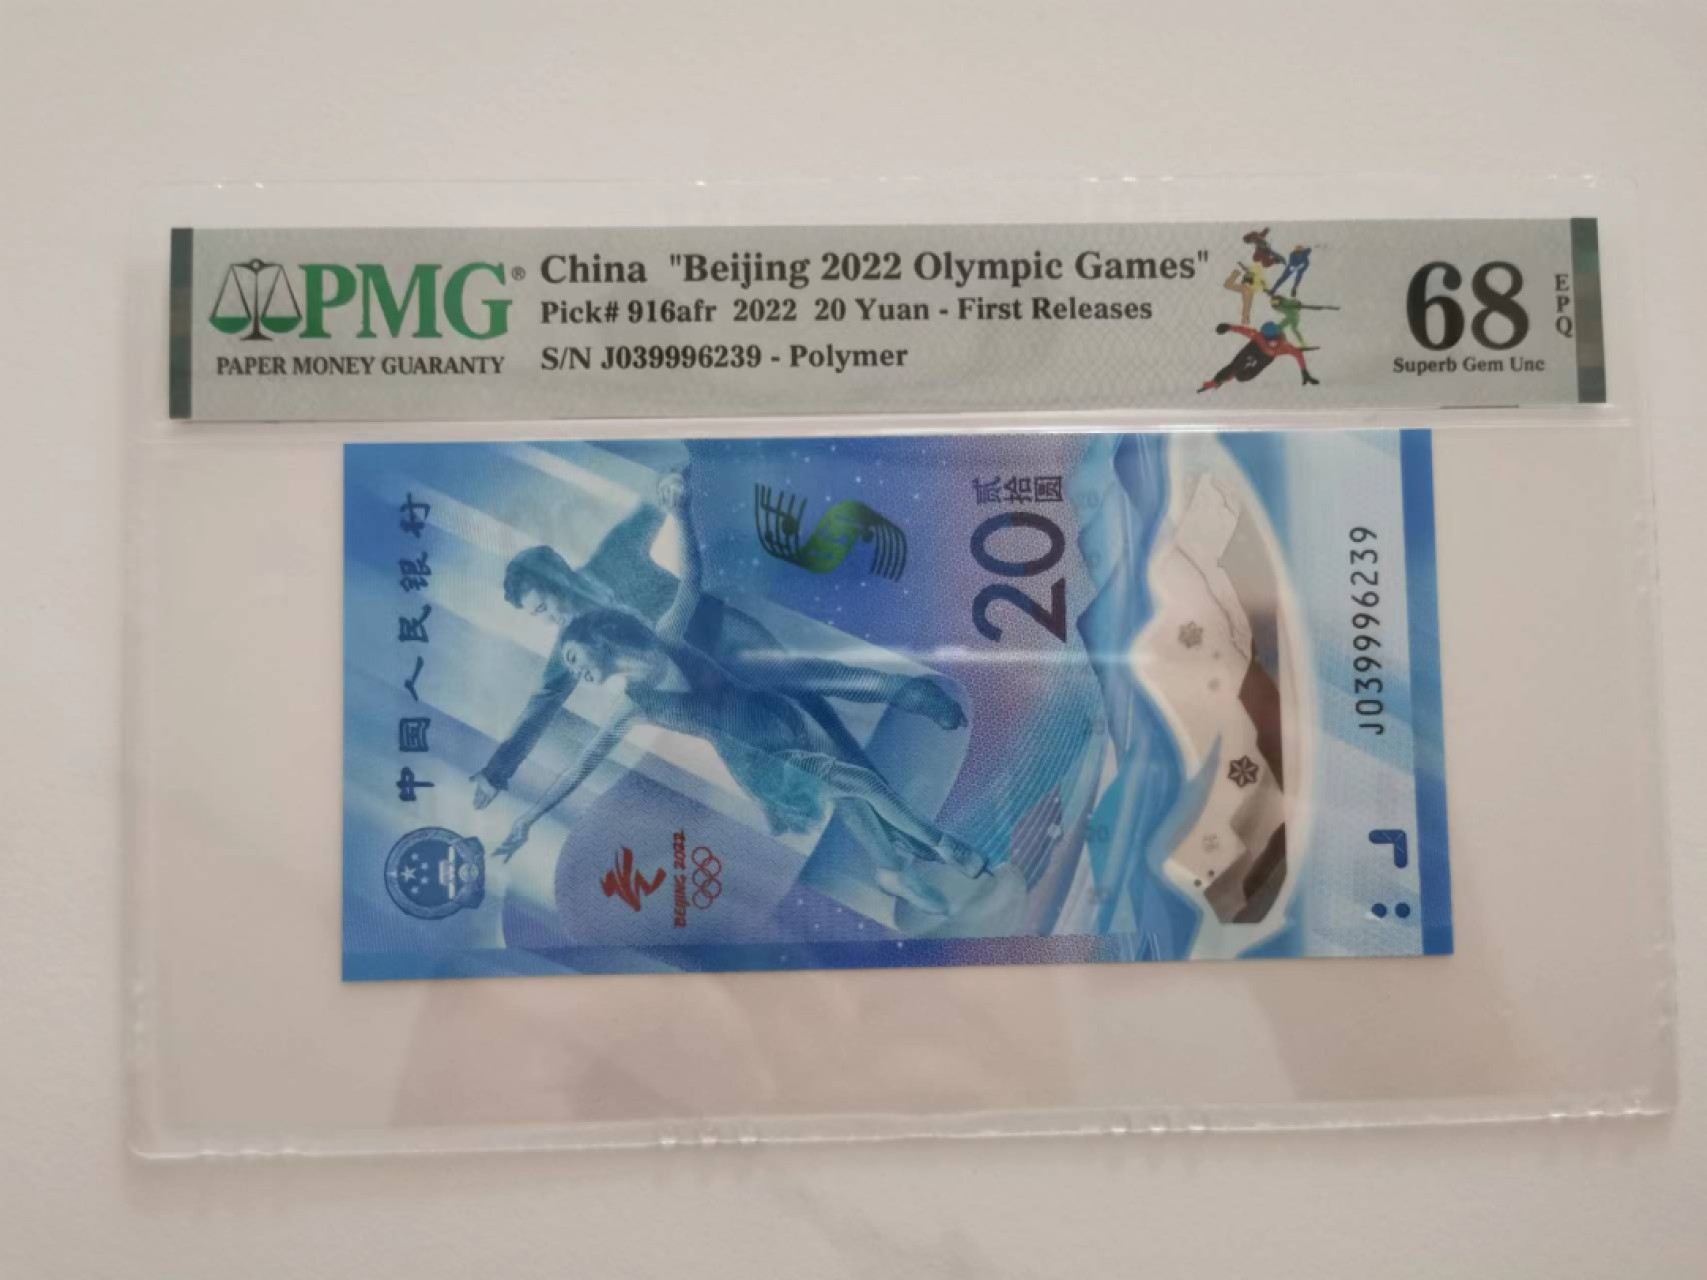 PMG®
PAPER MONEY GUARANTY
China "Beijing 2022 Olympic Games"
Pick# 916afr 2022 20 Yuan - First Releases
S/N J039996239 - Polymer
68
EPQ
Superb Gem Unc
中国人民银行
BEIJING 2022
20
贰拾圆
J039996239